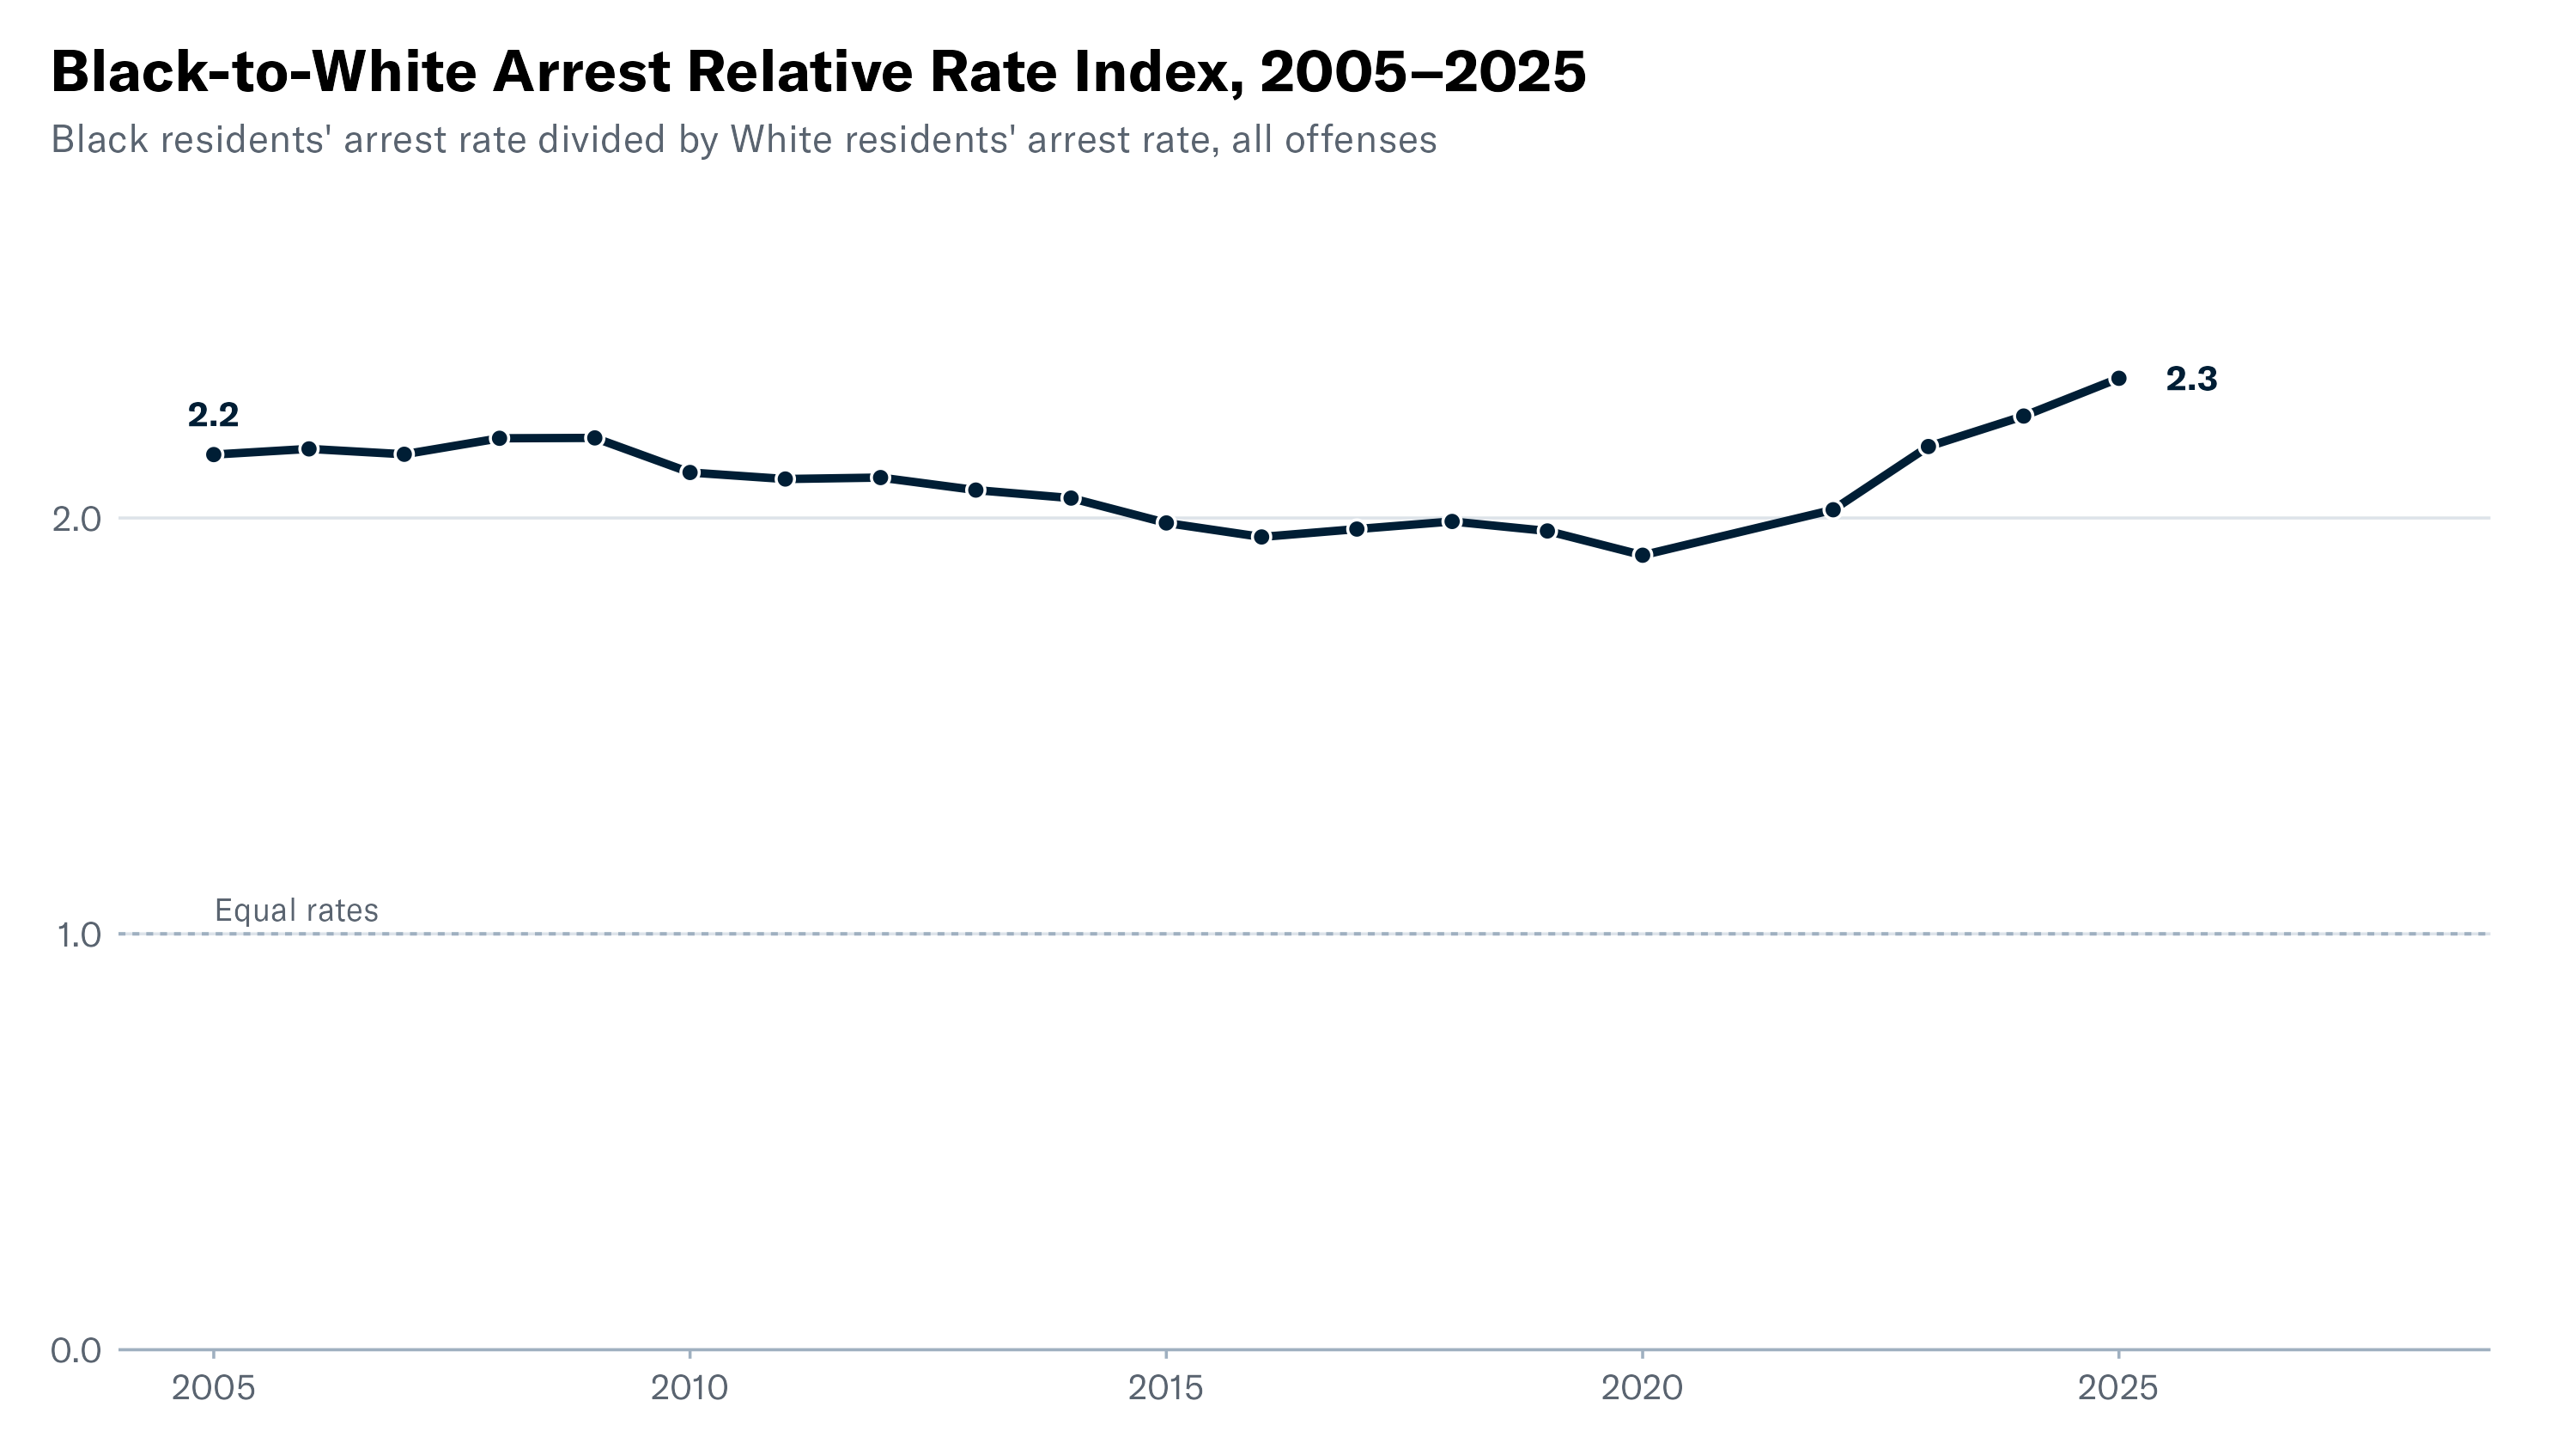 Black-to-White Arrest Relative Rate Index, 2005–2025
Black residents' arrest rate divided by White residents' arrest rate, all offenses
2.3
2.2
2.0
Equal rates
1.0
0.0
2005 2010 2015 2020 2025